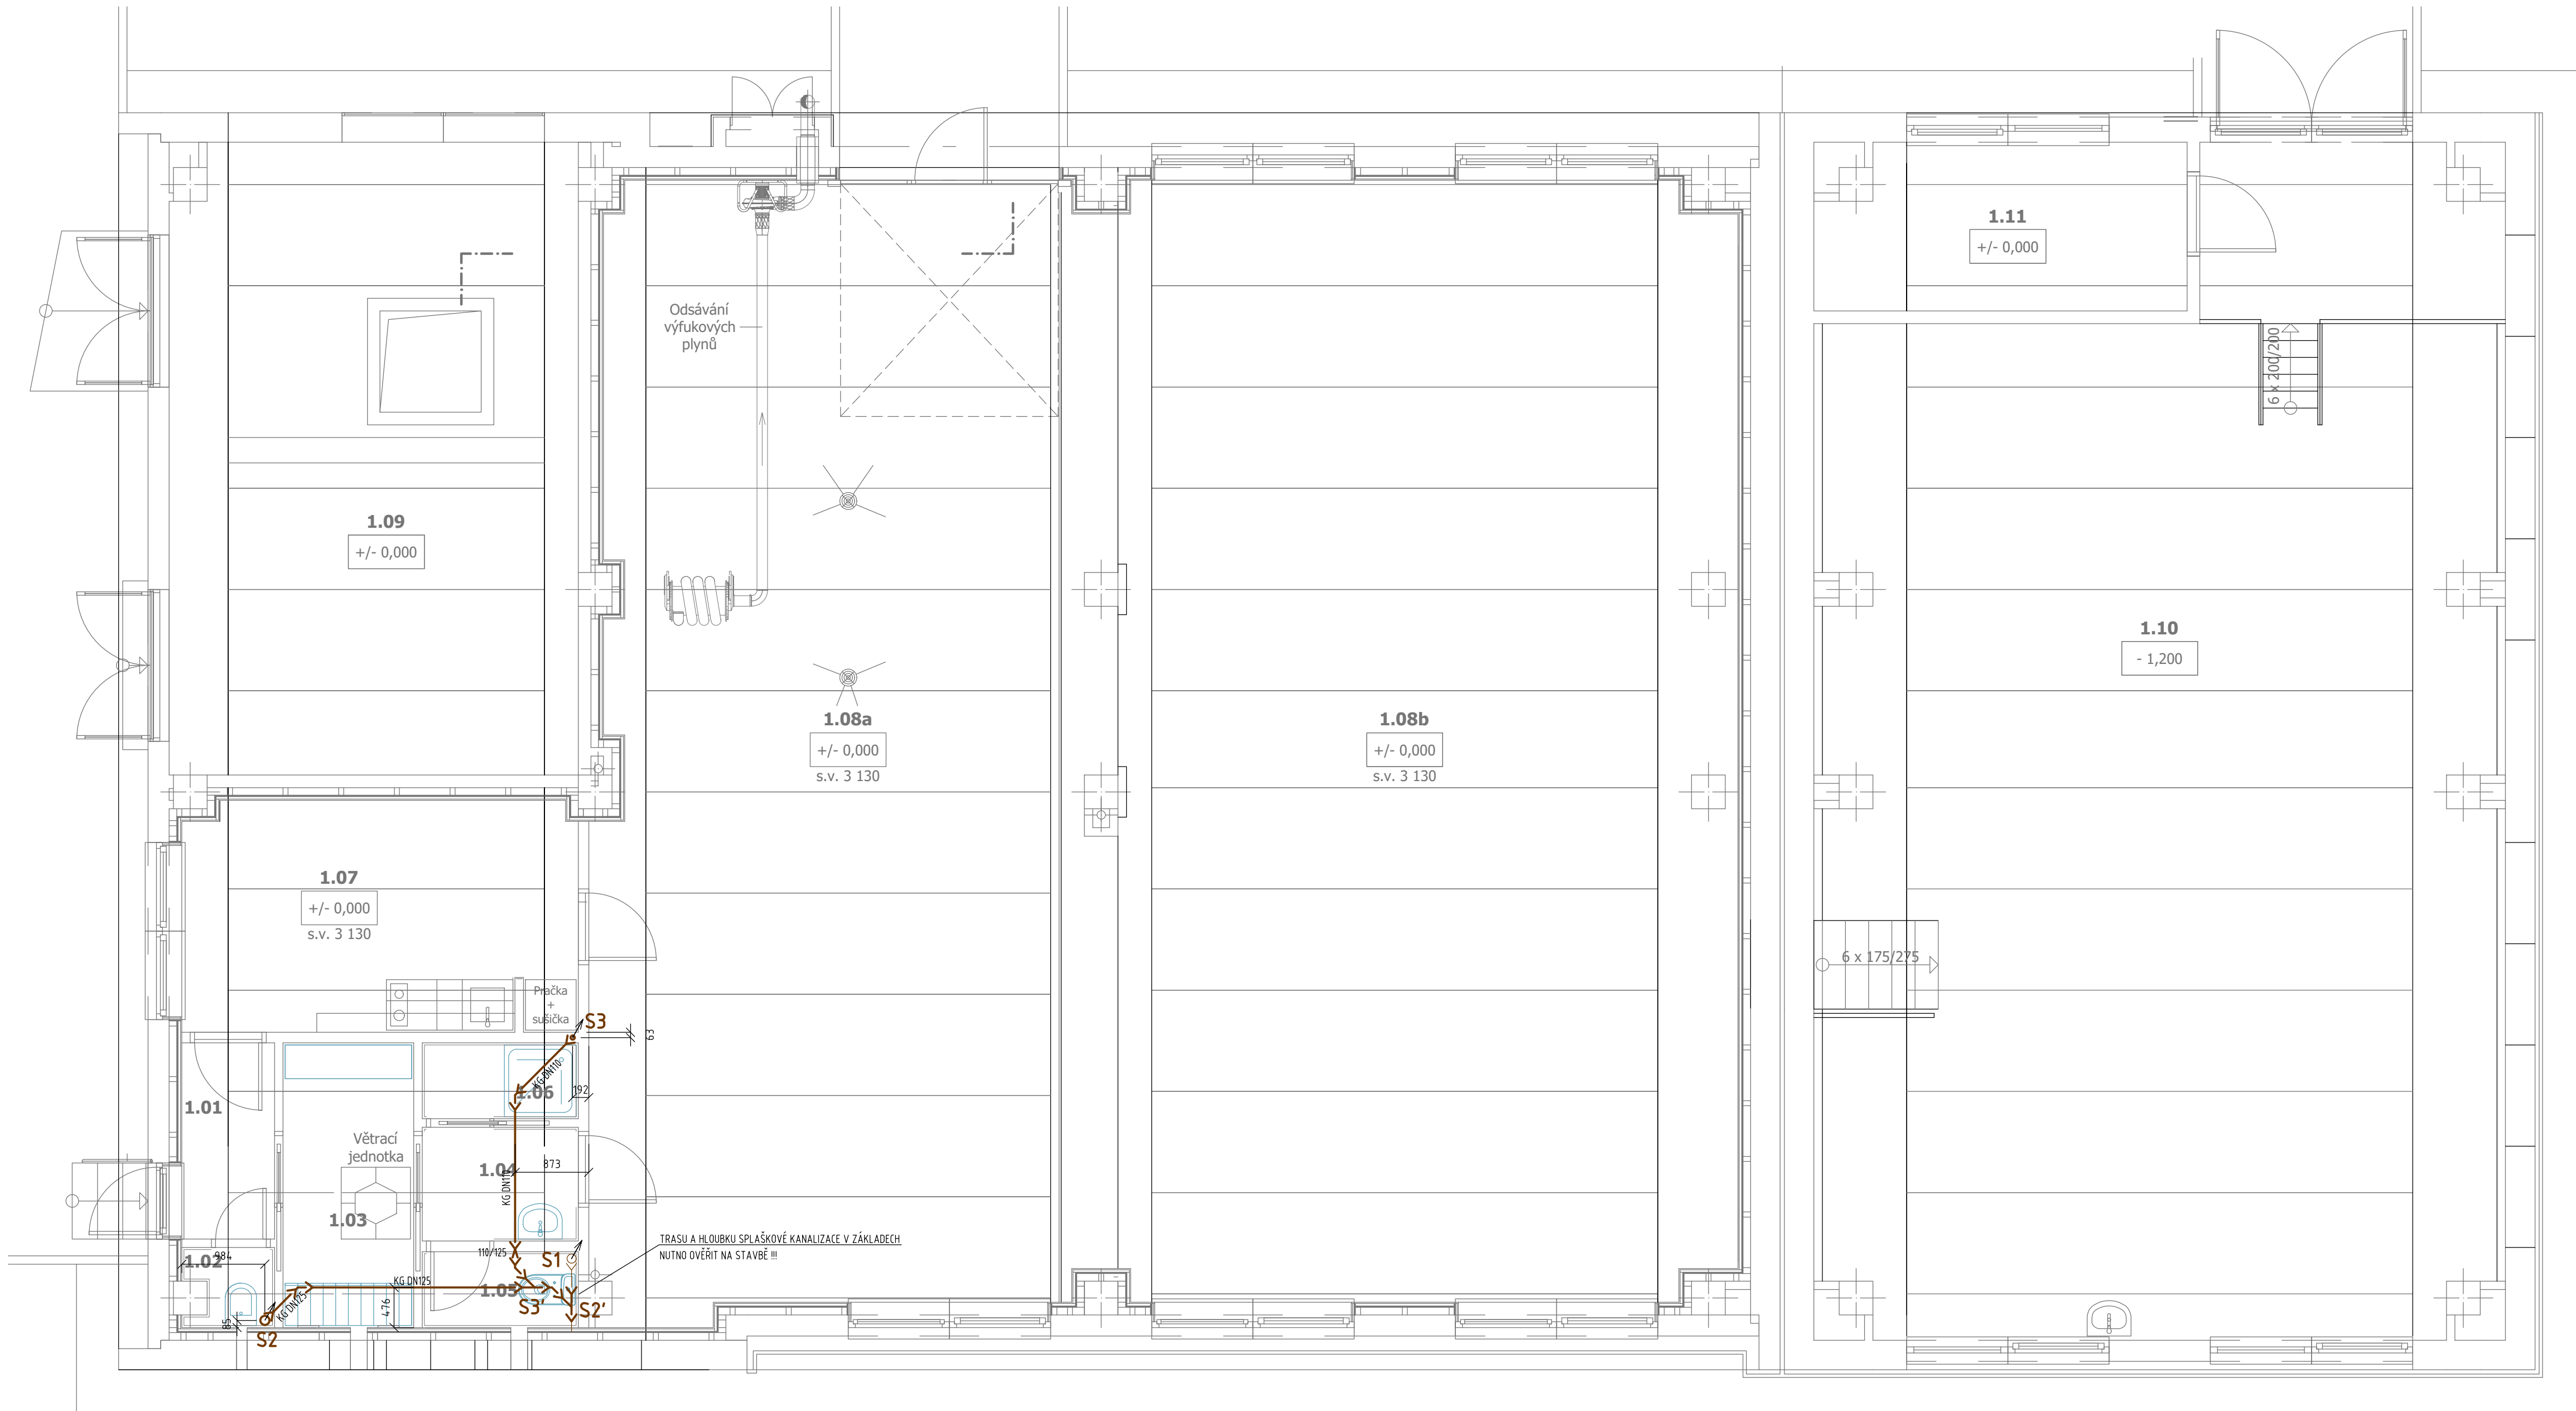 1.11
+/- 0,000
Odsávání
výfukových
plynů
6 x 200/200
1.09
+/- 0,000
1.10
- 1,200
1.08a
+/- 0,000
s.v. 3 130
1.08b
+/- 0,000
s.v. 3 130
1.07
+/- 0,000
s.v. 3 130
6 x 175/275
Pračka
+
sušička
S3
63
KG DN110
1.06
192
1.01
Větrací
jednotka
1.04
873
KG DN110
1.03
TRASU A HLOUBKU SPLAŠKOVÉ KANALIZACE V ZÁKLADECH
NUTNO OVĚŘIT NA STAVBĚ !!!
110/125
S1
1.02
984
KG DN125
1.05
476
KG DN125
S3'
S2'
85
S2